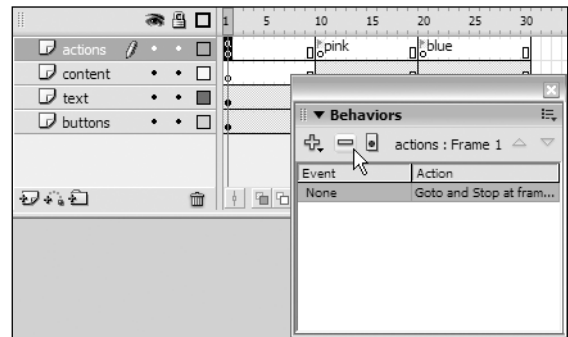 1 5 10 15 20 25 30
actions pink blue
content
text
buttons
Behaviors
actions : Frame 1
Event Action
None Goto and Stop at fram...